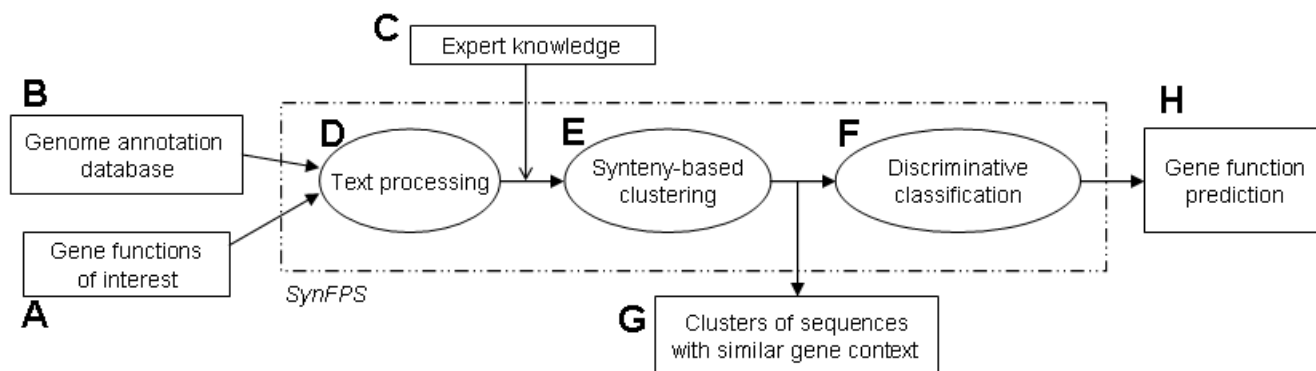 C
Expert knowledge
B
Genome annotation
database
D
Text processing
E
Synteny-based
clustering
F
Discriminative
classification
H
Gene function
prediction
Gene functions
of interest
A
SynFPS
G
Clusters of sequences
with similar gene context